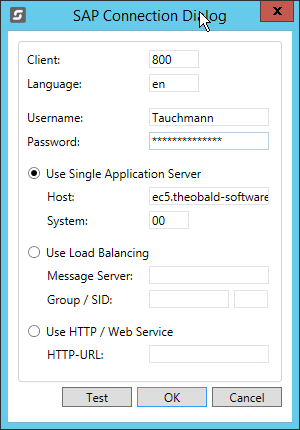 SAP Connection Dialog
X
Client: 800
Language: en
Username: Tauchmann
Password: **************
Use Single Application Server
Host: ec5.theobald-software
System: 00
Use Load Balancing
Message Server:
Group / SID:
Use HTTP / Web Service
HTTP-URL:
Test OK Cancel